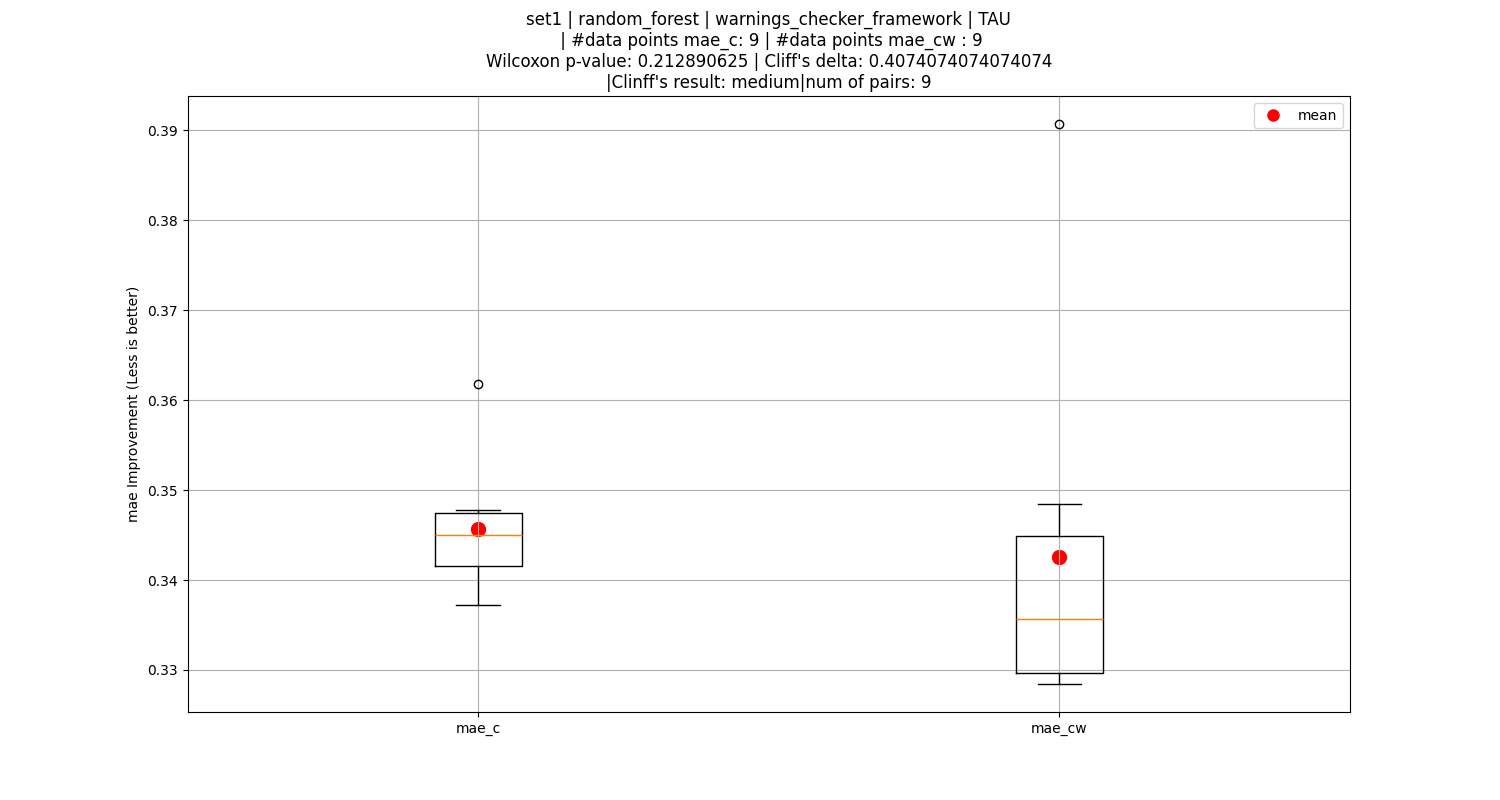 set1 | random_forest | warnings_checker_framework | TAU
| #data points mae_c: 9 | #data points mae_cw : 9
Wilcoxon p-value: 0.212890625 | Cliff's delta: 0.4074074074074074
|Clinff's result: medium|num of pairs: 9
mean
mae Improvement (Less is better)
0.39
0.38
0.37
0.36
0.35
0.34
0.33
mae_c
mae_cw